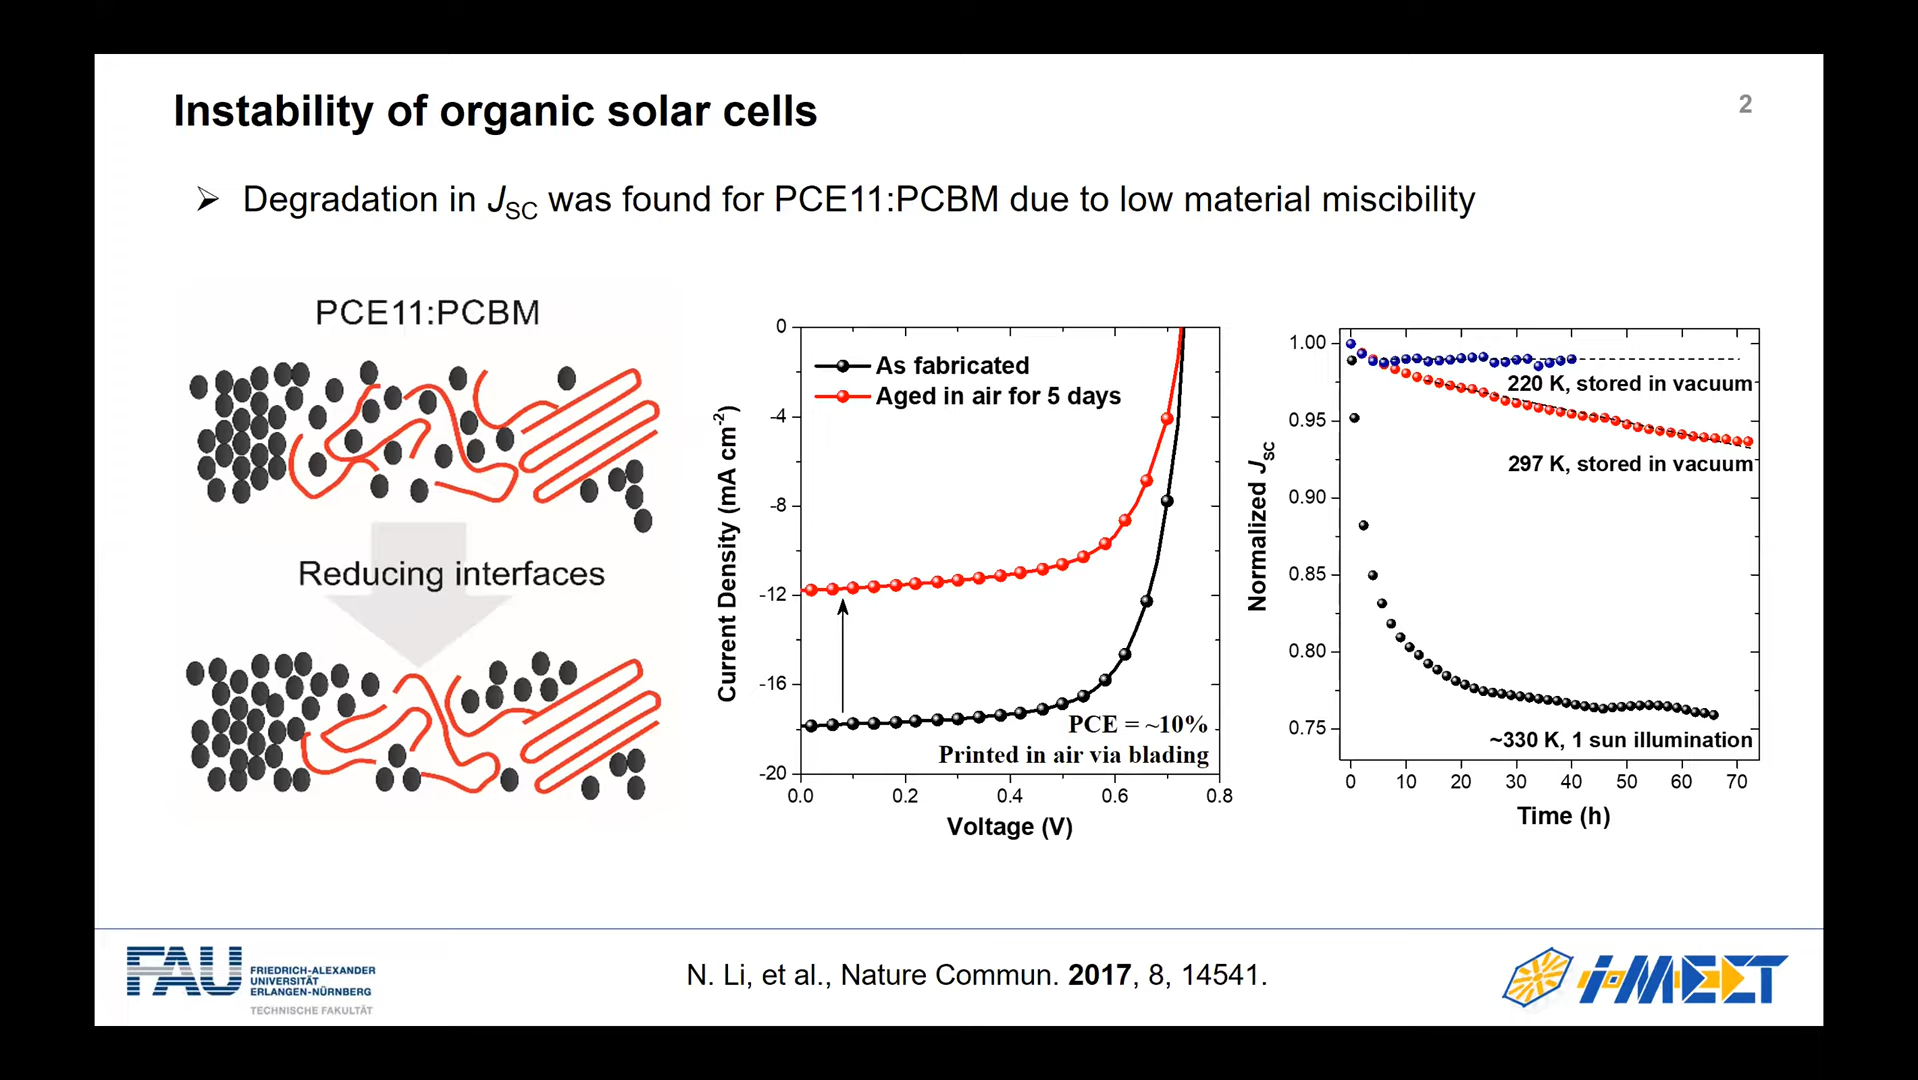 Instability of organic solar cells
2
➢ Degradation in JSC was found for PCE11:PCBM due to low material miscibility
PCE11:PCBM
Reducing interfaces
As fabricated
Aged in air for 5 days
0
-4
-8
-12
-16
-20
Current Density (mA cm-2)
PCE = ~10%
Printed in air via blading
0.0 0.2 0.4 0.6 0.8
Voltage (V)
1.00
0.95
0.90
0.85
0.80
0.75
Normalized JSC
220 K, stored in vacuum
297 K, stored in vacuum
~330 K, 1 sun illumination
0 10 20 30 40 50 60 70
Time (h)
FAU
FRIEDRICH-ALEXANDER
UNIVERSITÄT
ERLANGEN-NÜRNBERG
TECHNISCHE FAKULTÄT
N. Li, et al., Nature Commun. 2017, 8, 14541.
i-MEET